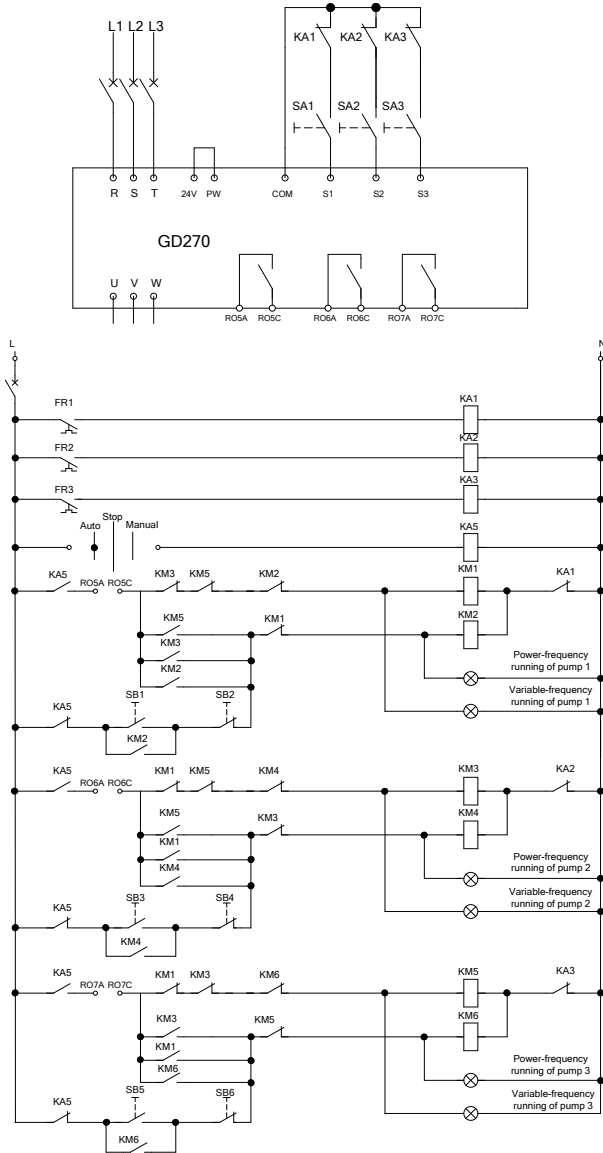 L1 L2 L3
KA1 KA2 KA3
SA1 SA2 SA3
R S T 24V PW COM S1 S2 S3
GD270
U V W
RO5A RO5C RO6A RO6C RO7A RO7C
L N
FR1 KA1
FR2 KA2
FR3 KA3
Stop
Auto Manual
KA5
KA5 RO5A RO5C KM3 KM5 KM2 KM1 KA1
KM5 KM1 KM2
KM3
KM2
Power-frequency
running of pump 1
Variable-frequency
running of pump 1
KA5 SB1 SB2
KM2
KA5 RO6A RO6C KM1 KM5 KM4 KM3 KA2
KM5 KM3 KM4
KM1
KM4
Power-frequency
running of pump 2
Variable-frequency
running of pump 2
KA5 SB3 SB4
KM4
KA5 RO7A RO7C KM1 KM3 KM6 KM5 KA3
KM3 KM5 KM6
KM1
KM6
Power-frequency
running of pump 3
Variable-frequency
running of pump 3
KA5 SB5 SB6
KM6